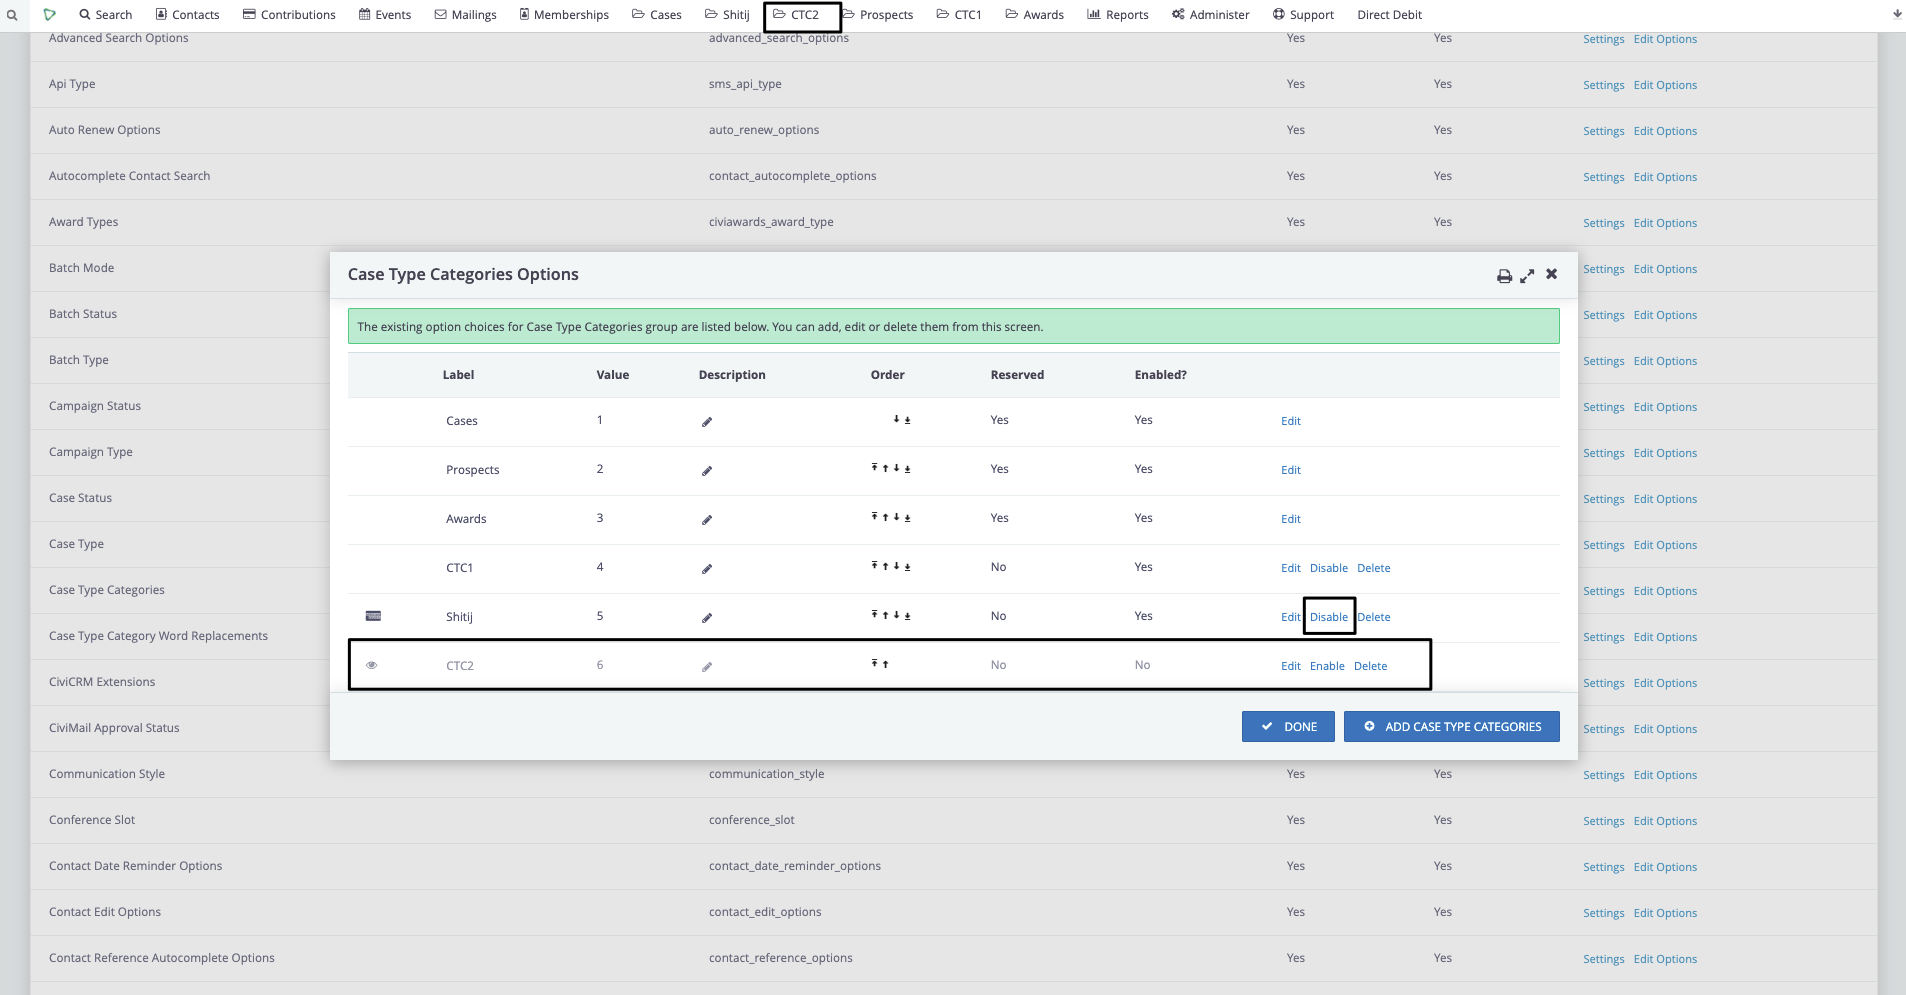 Search Contacts Contributions Events Mailings Memberships Cases Shitij CTC2 Prospects CTC1 Awards Reports Administer Support Direct Debit
Advanced Search Options advanced_search_options Yes Yes Settings Edit Options
Api Type sms_api_type Yes Yes Settings Edit Options
Auto Renew Options auto_renew_options Yes Yes Settings Edit Options
Autocomplete Contact Search contact_autocomplete_options Yes Yes Settings Edit Options
Award Types civiawards_award_type Yes Yes Settings Edit Options
Batch Mode Settings Edit Options
Batch Status Settings Edit Options
Batch Type Settings Edit Options
Campaign Status Settings Edit Options
Campaign Type Settings Edit Options
Case Status Settings Edit Options
Case Type Settings Edit Options
Case Type Categories Settings Edit Options
Case Type Category Word Replacements Settings Edit Options
CiviCRM Extensions Settings Edit Options
CiviMail Approval Status Settings Edit Options
Case Type Categories Options
The existing option choices for Case Type Categories group are listed below. You can add, edit or delete them from this screen.
Label Value Description Order Reserved Enabled?
Cases 1 Yes Yes Edit
Prospects 2 Yes Yes Edit
Awards 3 Yes Yes Edit
CTC1 4 No Yes Edit Disable Delete
Shitij 5 No Yes Edit Disable Delete
CTC2 6 No No Edit Enable Delete
DONE ADD CASE TYPE CATEGORIES
Communication Style communication_style Yes Yes Settings Edit Options
Conference Slot conference_slot Yes Yes Settings Edit Options
Contact Date Reminder Options contact_date_reminder_options Yes Yes Settings Edit Options
Contact Edit Options contact_edit_options Yes Yes Settings Edit Options
Contact Reference Autocomplete Options contact_reference_options Yes Yes Settings Edit Options